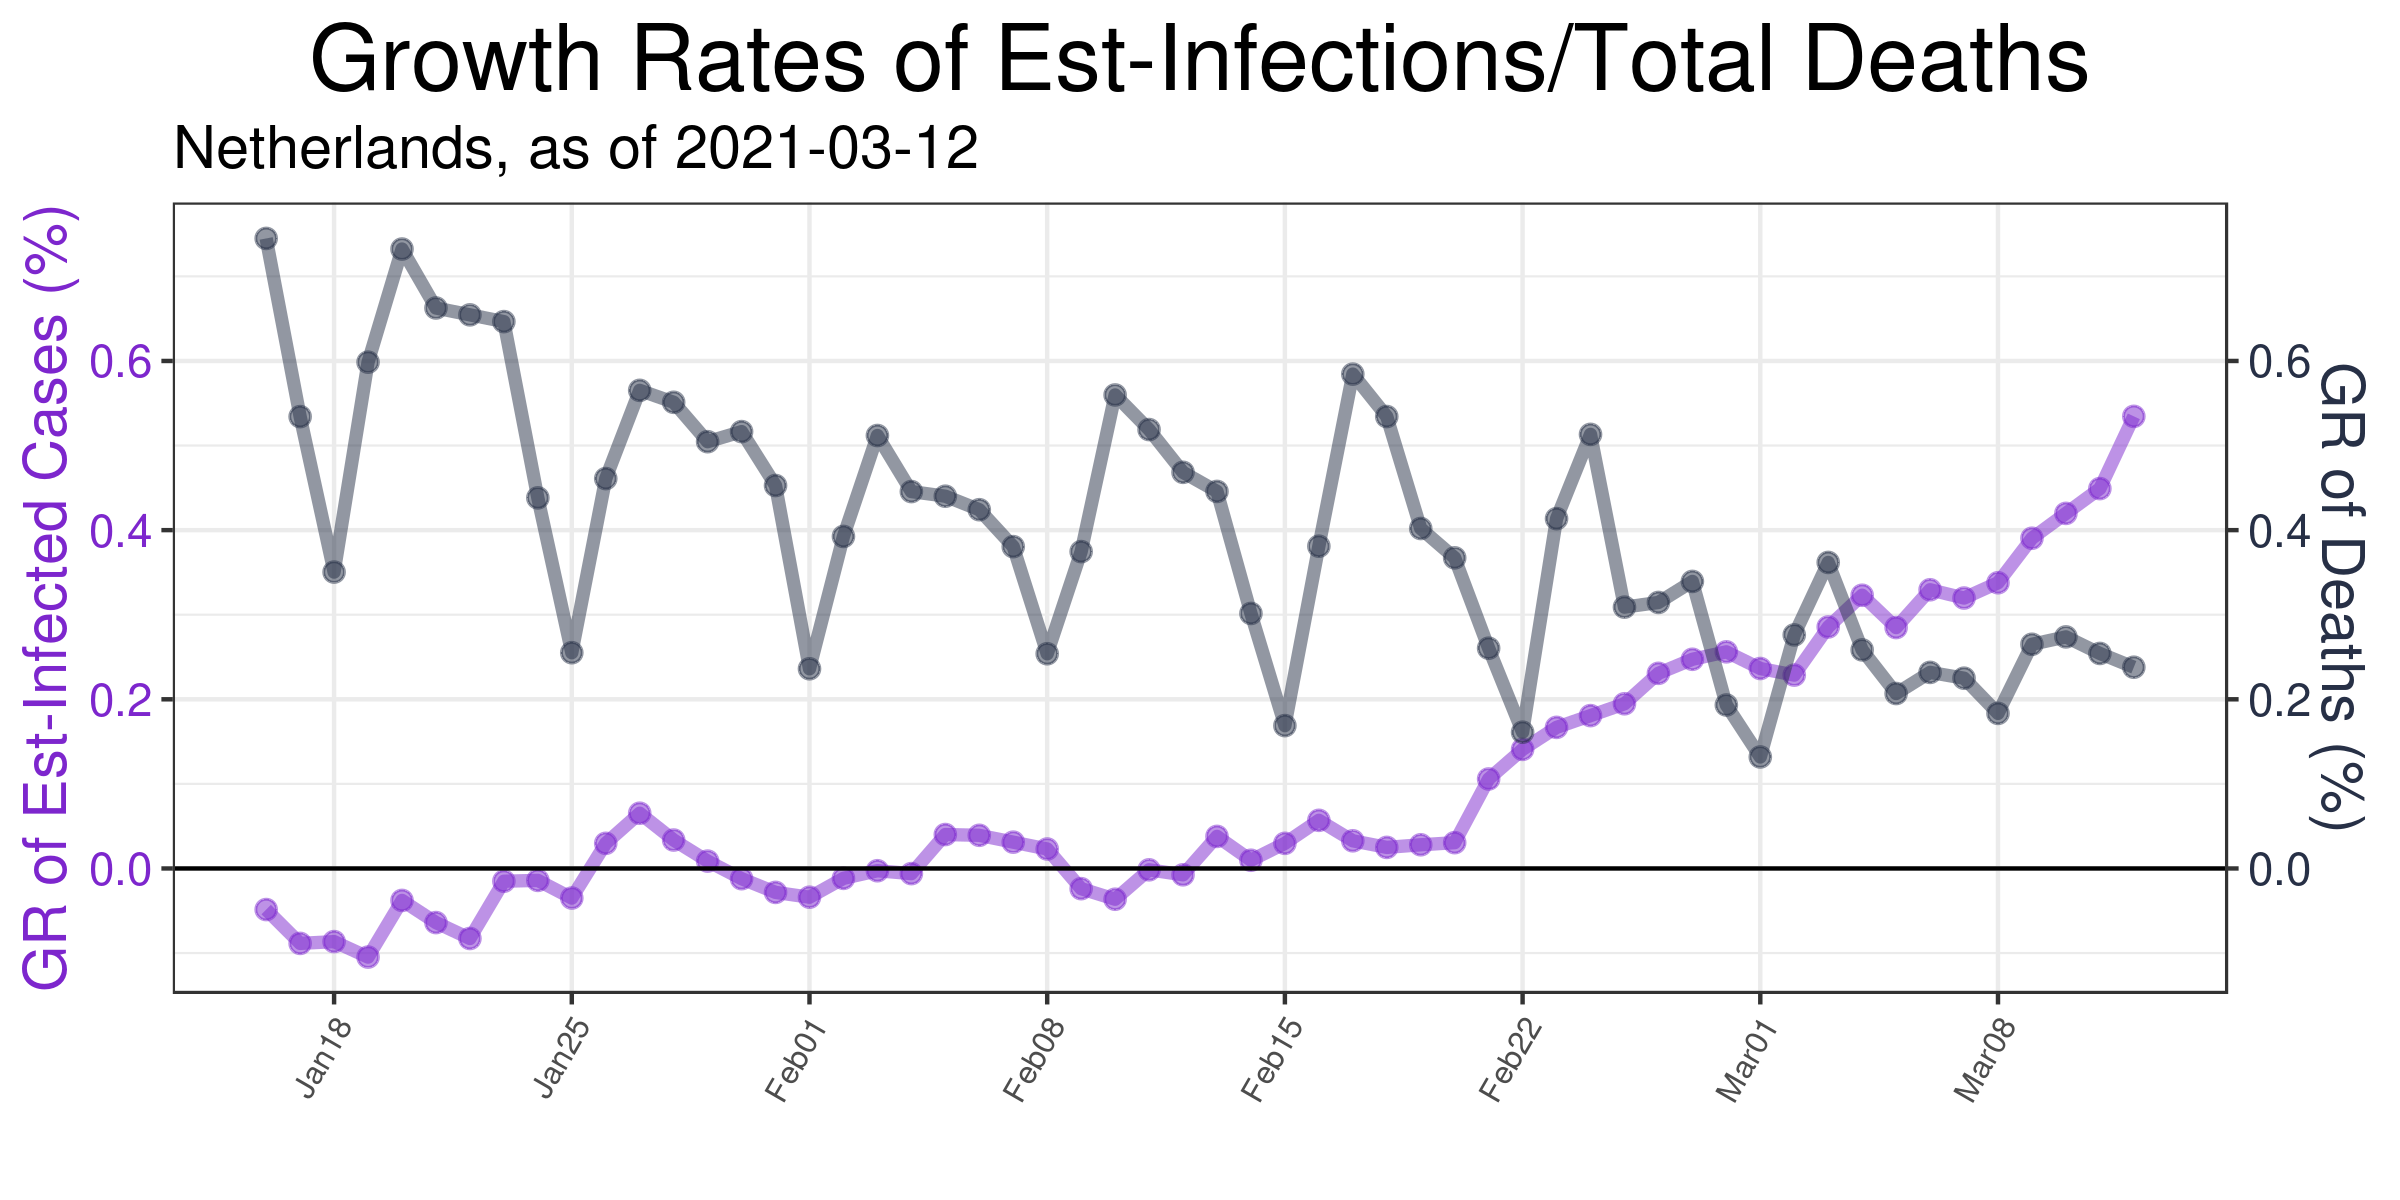 Growth Rates of Est-Infections/Total Deaths
Netherlands, as of 2021-03-12
GR of Est-Infected Cases (%)
0.6
0.4
0.2
0.0
0.6
0.4
0.2
0.0
GR of Deaths (%)
Jan18
Jan25
Feb01
Feb08
Feb15
Feb22
Mar01
Mar08